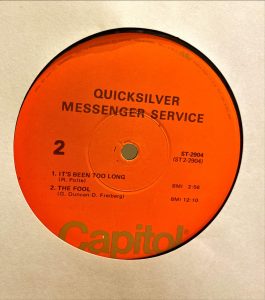 QUICKSILVER
MESSENGER SERVICE
2
ST-2904
(ST2-2904)
1. IT'S BEEN TOO LONG BMI 2:58
(R. Polte)
2. THE FOOL BMI 12:10
(G. Duncan-D. Freiberg)
Capitol